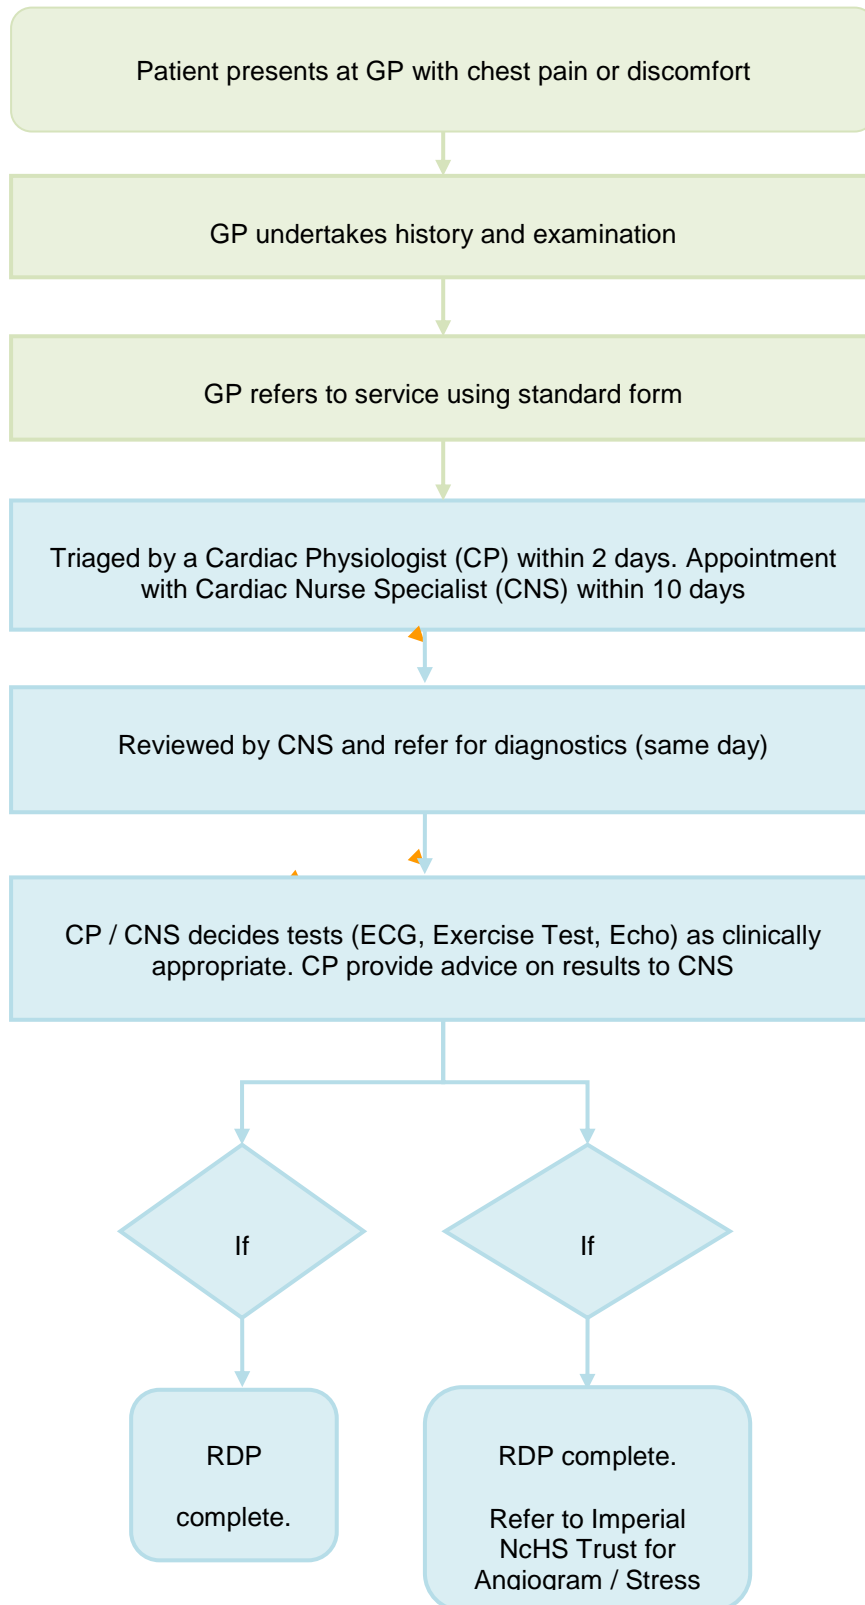 Patient presents at GP with chest pain or discomfort
GP undertakes history and examination
GP refers to service using standard form
Triaged by a Cardiac Physiologist (CP) within 2 days. Appointment
with Cardiac Nurse Specialist (CNS) within 10 days
Reviewed by CNS and refer for diagnostics (same day)
CP / CNS decides tests (ECG, Exercise Test, Echo) as clinically
appropriate. CP provide advice on results to CNS
If
If
RDP
complete.
RDP complete.
Refer to Imperial
NcHS Trust for
Angiogram / Stress